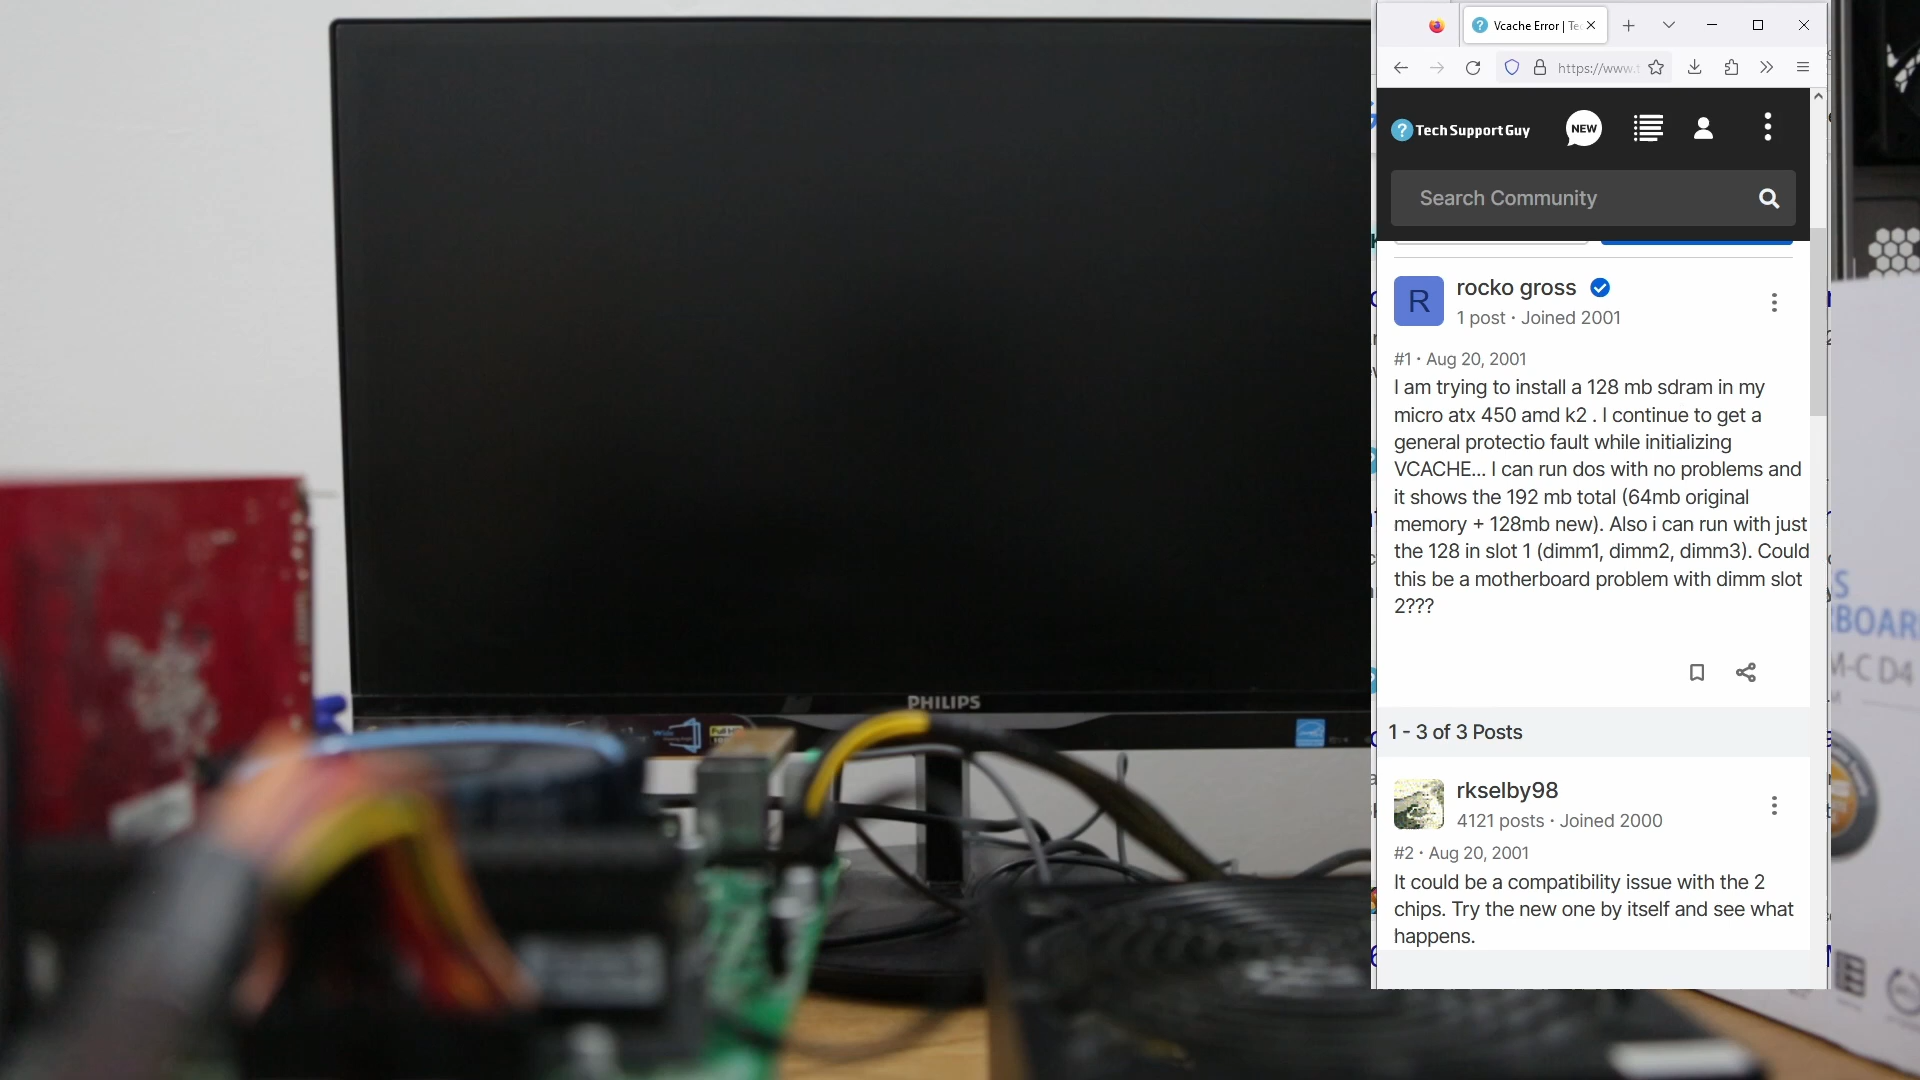 Vcache Error | Tec
https://www.t
Tech Support Guy
NEW
Search Community
R
rocko gross
1 post · Joined 2001
#1 · Aug 20, 2001
I am trying to install a 128 mb sdram in my
micro atx 450 amd k2 . I continue to get a
general protectio fault while initializing
VCACHE... I can run dos with no problems and
it shows the 192 mb total (64mb original
memory + 128mb new). Also i can run with just
the 128 in slot 1 (dimm1, dimm2, dimm3). Could
this be a motherboard problem with dimm slot
2???
1 - 3 of 3 Posts
rkselby98
4121 posts · Joined 2000
#2 · Aug 20, 2001
It could be a compatibility issue with the 2
chips. Try the new one by itself and see what
happens.
PHILIPS
Wide
S
BOAR
M-C D4